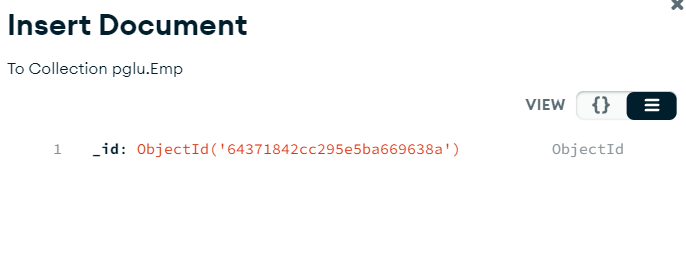 Insert Document
To Collection pglu.Emp
VIEW {} 
1 _id: ObjectId('64371842cc295e5ba669638a') ObjectId